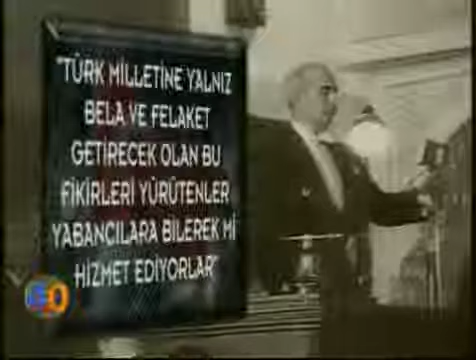 "TÜRK MİLLETİNE YALNIZ
BELA VE FELAKET
GETİRECEK OLAN BU
FİKİRLERİ YÜRÜTENLER
YABANCILARA BİLEREK Mİ
HİZMET EDİYORLAR"